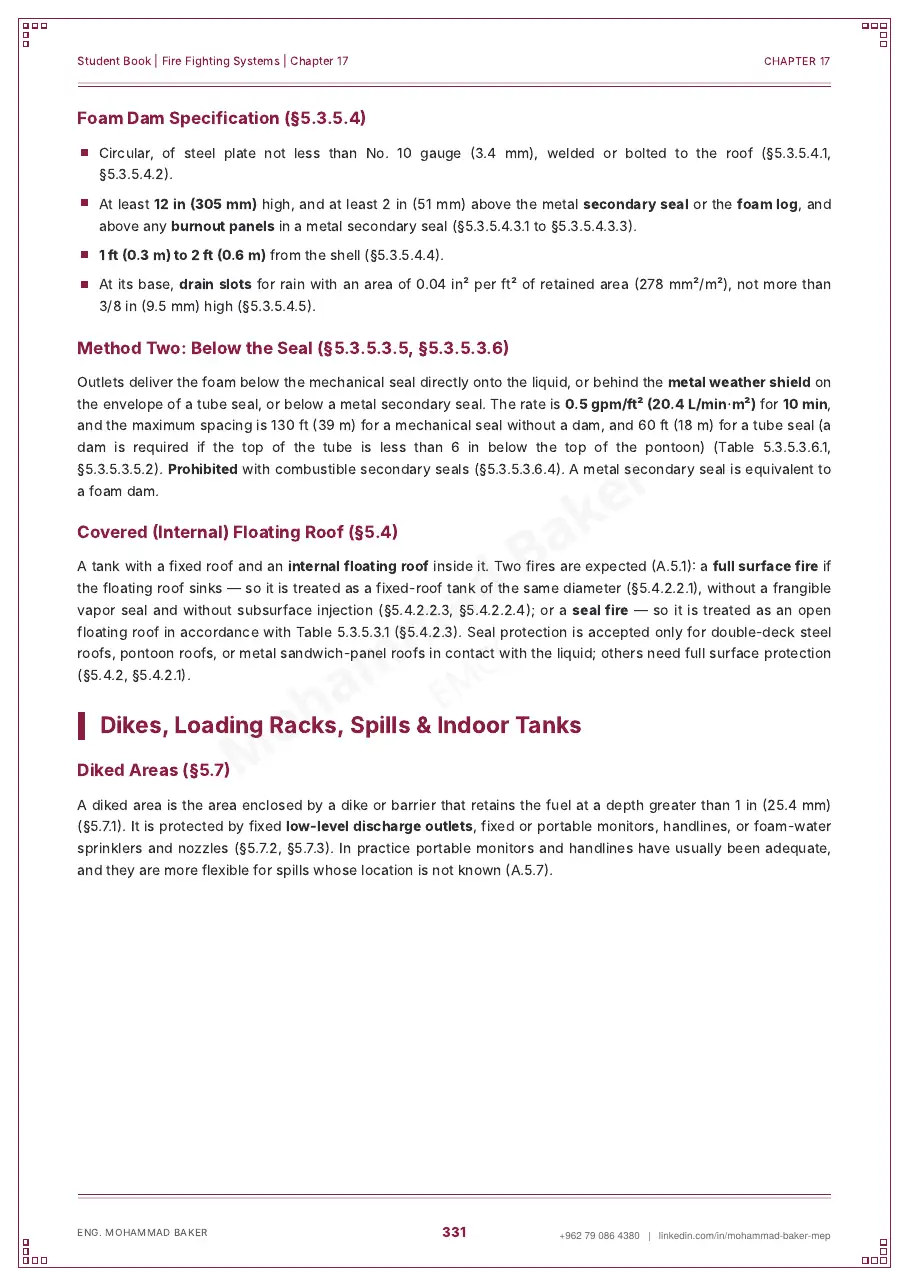 Student Book | Fire Fighting Systems | Chapter 17
CHAPTER 17
Foam Dam Specification (§5.3.5.4)
Circular, of steel plate not less than No. 10 gauge (3.4 mm), welded or bolted to the roof (§5.3.5.4.1,
§5.3.5.4.2).
At least 12 in (305 mm) high, and at least 2 in (51 mm) above the metal secondary seal or the foam log, and
above any burnout panels in a metal secondary seal (§5.3.5.4.3.1 to §5.3.5.4.3.3).
1 ft (0.3 m) to 2 ft (0.6 m) from the shell (§5.3.5.4.4).
At its base, drain slots for rain with an area of 0.04 in² per ft² of retained area (278 mm²/m²), not more than
3/8 in (9.5 mm) high (§5.3.5.4.5).
Method Two: Below the Seal (§5.3.5.3.5, §5.3.5.3.6)
Outlets deliver the foam below the mechanical seal directly onto the liquid, or behind the metal weather shield on
the envelope of a tube seal, or below a metal secondary seal. The rate is 0.5 gpm/ft² (20.4 L/min·m²) for 10 min,
and the maximum spacing is 130 ft (39 m) for a mechanical seal without a dam, and 60 ft (18 m) for a tube seal (a
dam is required if the top of the tube is less than 6 in below the top of the pontoon) (Table 5.3.5.3.6.1,
§5.3.5.3.5.2). Prohibited with combustible secondary seals (§5.3.5.3.6.4). A metal secondary seal is equivalent to
a foam dam.
Covered (Internal) Floating Roof (§5.4)
A tank with a fixed roof and an internal floating roof inside it. Two fires are expected (A.5.1): a full surface fire if
the floating roof sinks — so it is treated as a fixed-roof tank of the same diameter (§5.4.2.2.1), without a frangible
vapor seal and without subsurface injection (§5.4.2.2.3, §5.4.2.2.4); or a seal fire — so it is treated as an open
floating roof in accordance with Table 5.3.5.3.1 (§5.4.2.3). Seal protection is accepted only for double-deck steel
roofs, pontoon roofs, or metal sandwich-panel roofs in contact with the liquid; others need full surface protection
(§5.4.2, §5.4.2.1).
Dikes, Loading Racks, Spills & Indoor Tanks
Diked Areas (§5.7)
A diked area is the area enclosed by a dike or barrier that retains the fuel at a depth greater than 1 in (25.4 mm)
(§5.7.1). It is protected by fixed low-level discharge outlets, fixed or portable monitors, handlines, or foam-water
sprinklers and nozzles (§5.7.2, §5.7.3). In practice portable monitors and handlines have usually been adequate,
and they are more flexible for spills whose location is not known (A.5.7).
Mohammad Baker
ENG. MOHAMMAD BAKER
331
+962 79 086 4380 | linkedin.com/in/mohammad-baker-mep